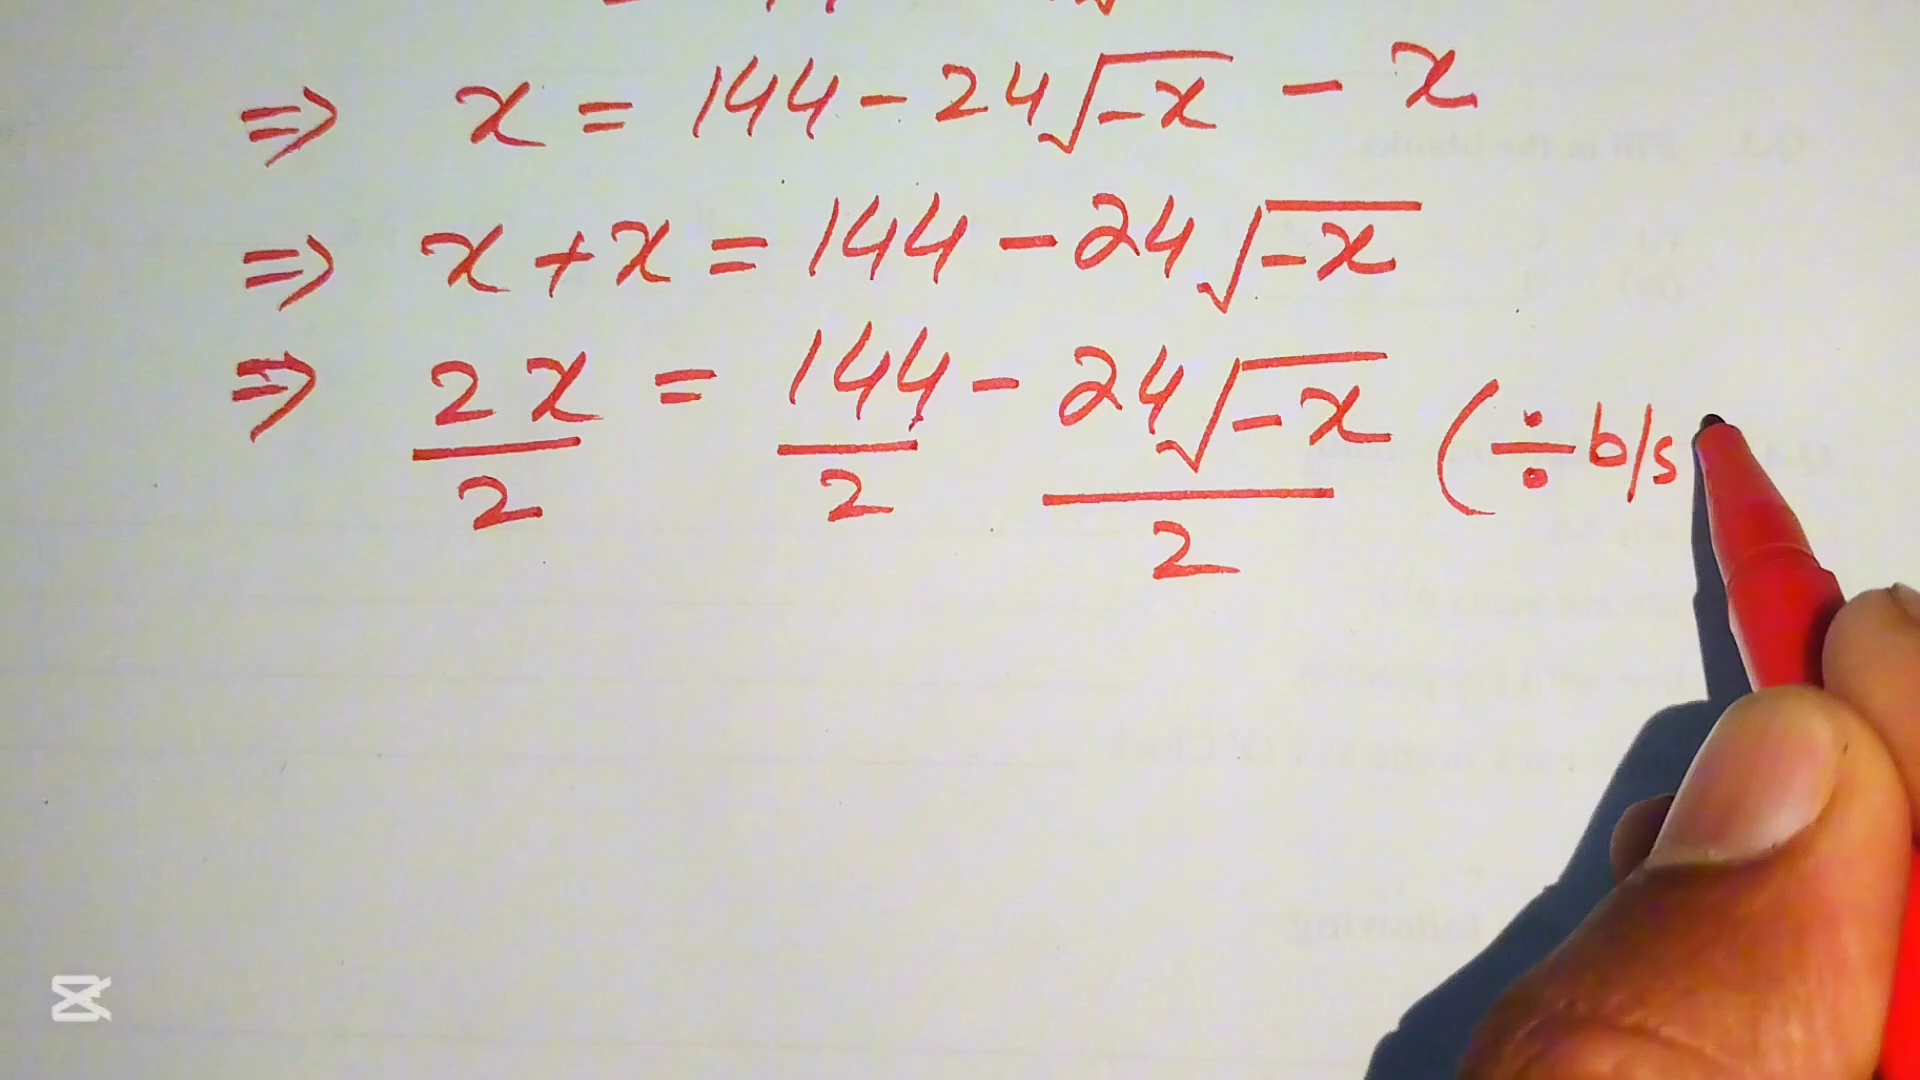 ⇒ x = 144 - 24√-x - x
⇒ x + x = 144 - 24√-x
⇒ 2x/2 = 144/2 - 24√-x/2 (÷ b/s